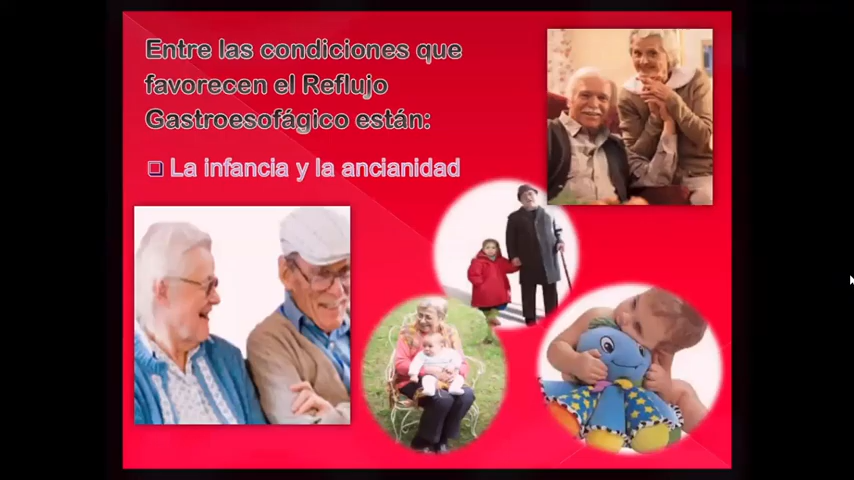 Entre las condiciones que
favorecen el Reflujo
Gastroesofágico están:
La infancia y la ancianidad